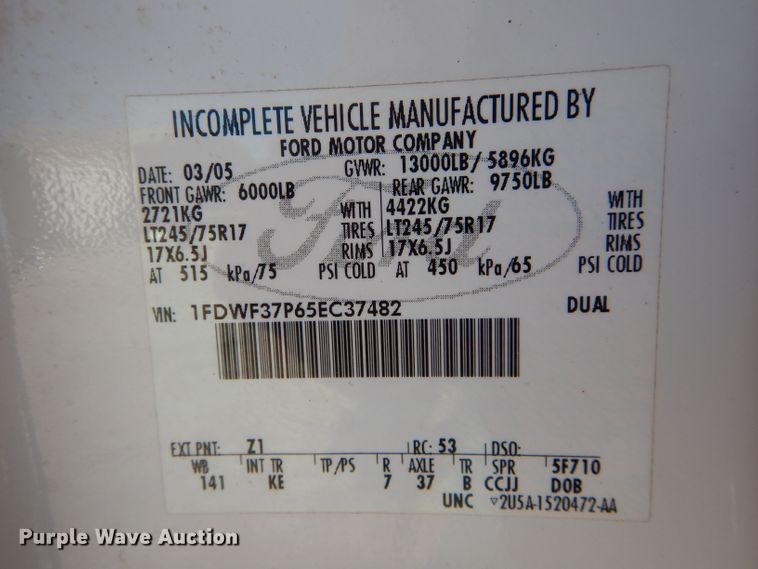 INCOMPLETE VEHICLE MANUFACTURED BY
FORD MOTOR COMPANY
DATE: 03/05 GVWR: 13000LB/ 5896KG
FRONT GAWR: 6000LB REAR GAWR: 9750LB
2721KG WITH 4422KG WITH
LT245/75R17 TIRES LT245/75R17 TIRES
17X6.5J RIMS 17X6.5J RIMS
AT 515 kPa/75 PSI COLD AT 450 kPa/65 PSI COLD
VIN: 1FDWF37P65EC37482 DUAL
EXT PNT: Z1 RC: 53 DSO:
WB INT TR TP/PS R AXLE TR SPR 5F710
141 KE 7 37 B CCJJ DOB
UNC ▽2U5A-1520472-AA
Ford
Purple Wave Auction